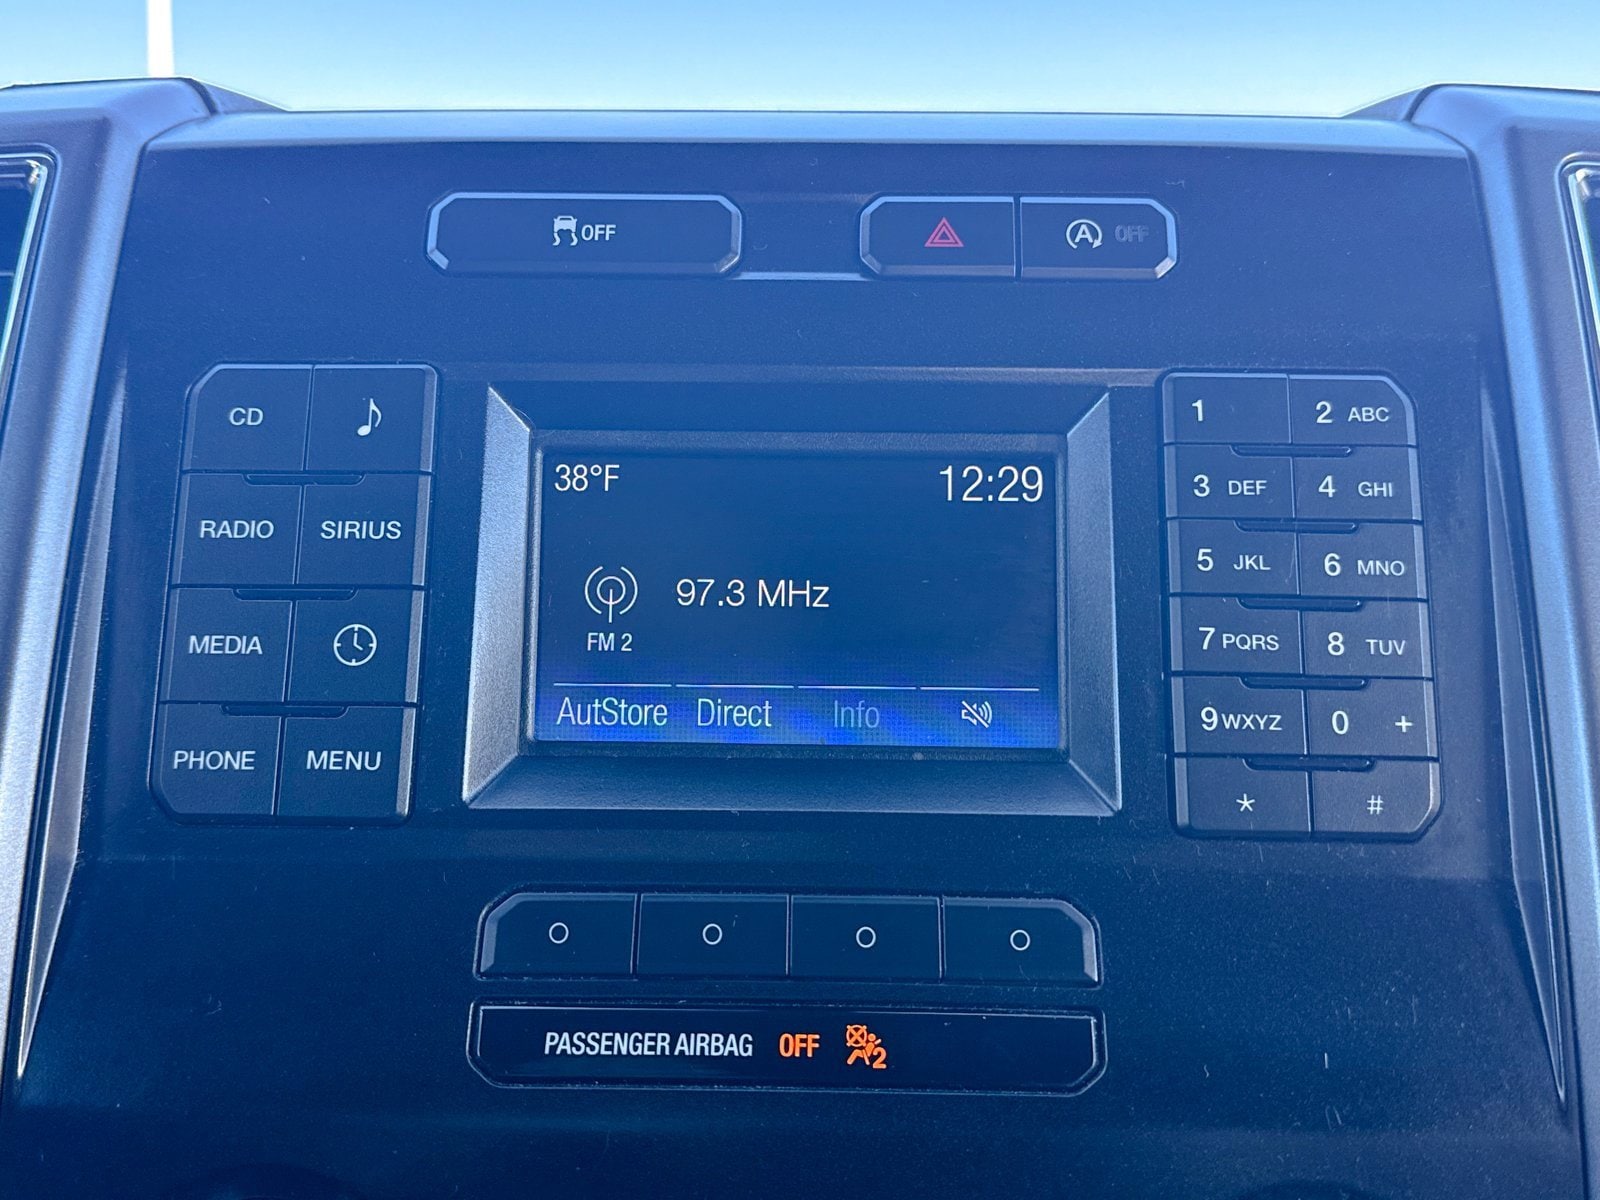 OFF
A OFF
CD
RADIO SIRIUS
MEDIA
PHONE MENU
38°F 12:29
97.3 MHz
FM 2
AutStore Direct Info
1 2 ABC
3 DEF 4 GHI
5 JKL 6 MNO
7 PQRS 8 TUV
9 WXYZ 0 +
* #
PASSENGER AIRBAG OFF 2